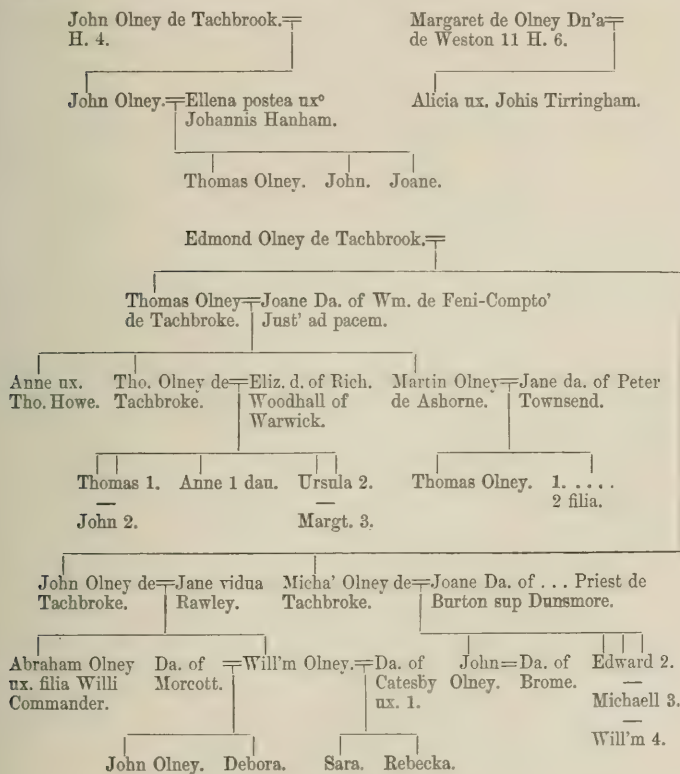 John Olney de Tachbrook. Margaret de Olney Dn'a
H. 4. de Weston 11 H. 6.
John Olney. Ellena postea uxº Alicia ux. Johis Tirringham.
Johannis Hanham.
Thomas Olney. John. Joane.
Edmond Olney de Tachbrook.
Thomas Olney Joane Da. of Wm. de Feni-Compto'
de Tachbroke. Just' ad pacem.
Anne ux. Tho. Olney de Eliz. d. of Rich. Martin Olney Jane da. of Peter
Tho. Howe. Tachbroke. Woodhall of de Ashorne. Townsend.
Warwick.
Thomas 1. Anne 1 dau. Ursula 2. Thomas Olney. 1. . . . .
John 2. Margt. 3. 2 filia.
John Olney de Jane vidua Micha' Olney de Joane Da. of . . . Priest de
Tachbroke. Rawley. Tachbroke. Burton sup Dunsmore.
Abraham Olney Da. of Will'm Olney. Da. of John Da. of Edward 2.
ux. filia Willi Morcott. Catesby Olney. Brome.
Commander. ux. 1. Michaell 3.
Will'm 4.
John Olney. Debora. Sara. Rebecka.